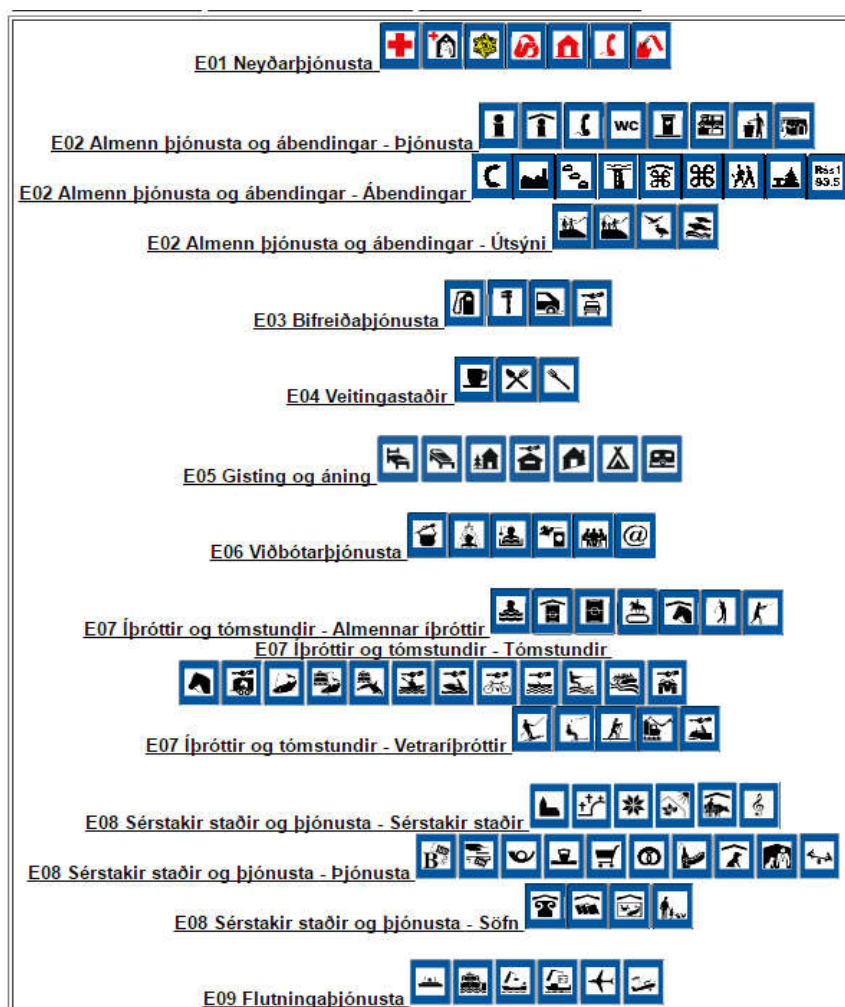 E01 Neyðarþjónusta
WC
E02 Almenn þjónusta og ábendingar - Þjónusta
Rás1
E02 Almenn þjónusta og ábendingar - Ábendingar 93.5
E02 Almenn þjónusta og ábendingar - Útsýni
E03 Bifreiðaþjónusta
E04 Veitingastaðir
E05 Gisting og áning
E06 Viðbótarþjónusta @
E07 Íþróttir og tómstundir - Almennar íþróttir
E07 Íþróttir og tómstundir - Tómstundir
E07 Íþróttir og tómstundir - Vetraríþróttir
E08 Sérstakir staðir og þjónusta - Sérstakir staðir
E08 Sérstakir staðir og þjónusta - Þjónusta B
E08 Sérstakir staðir og þjónusta - Söfn
E09 Flutningaþjónusta